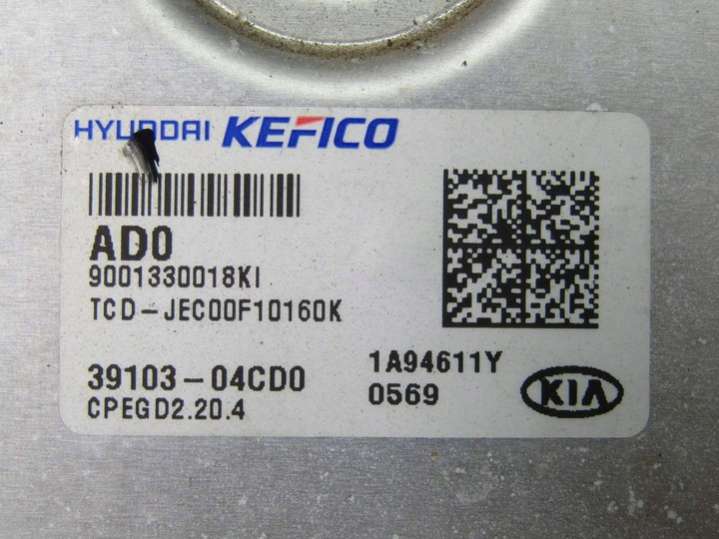 HYUNDAI KEFICO
AD0
9001330018KI
TCD-JEC00F10160K
39103-04CD0
1A94611Y
CPEGD2.20.4
0569
KIA